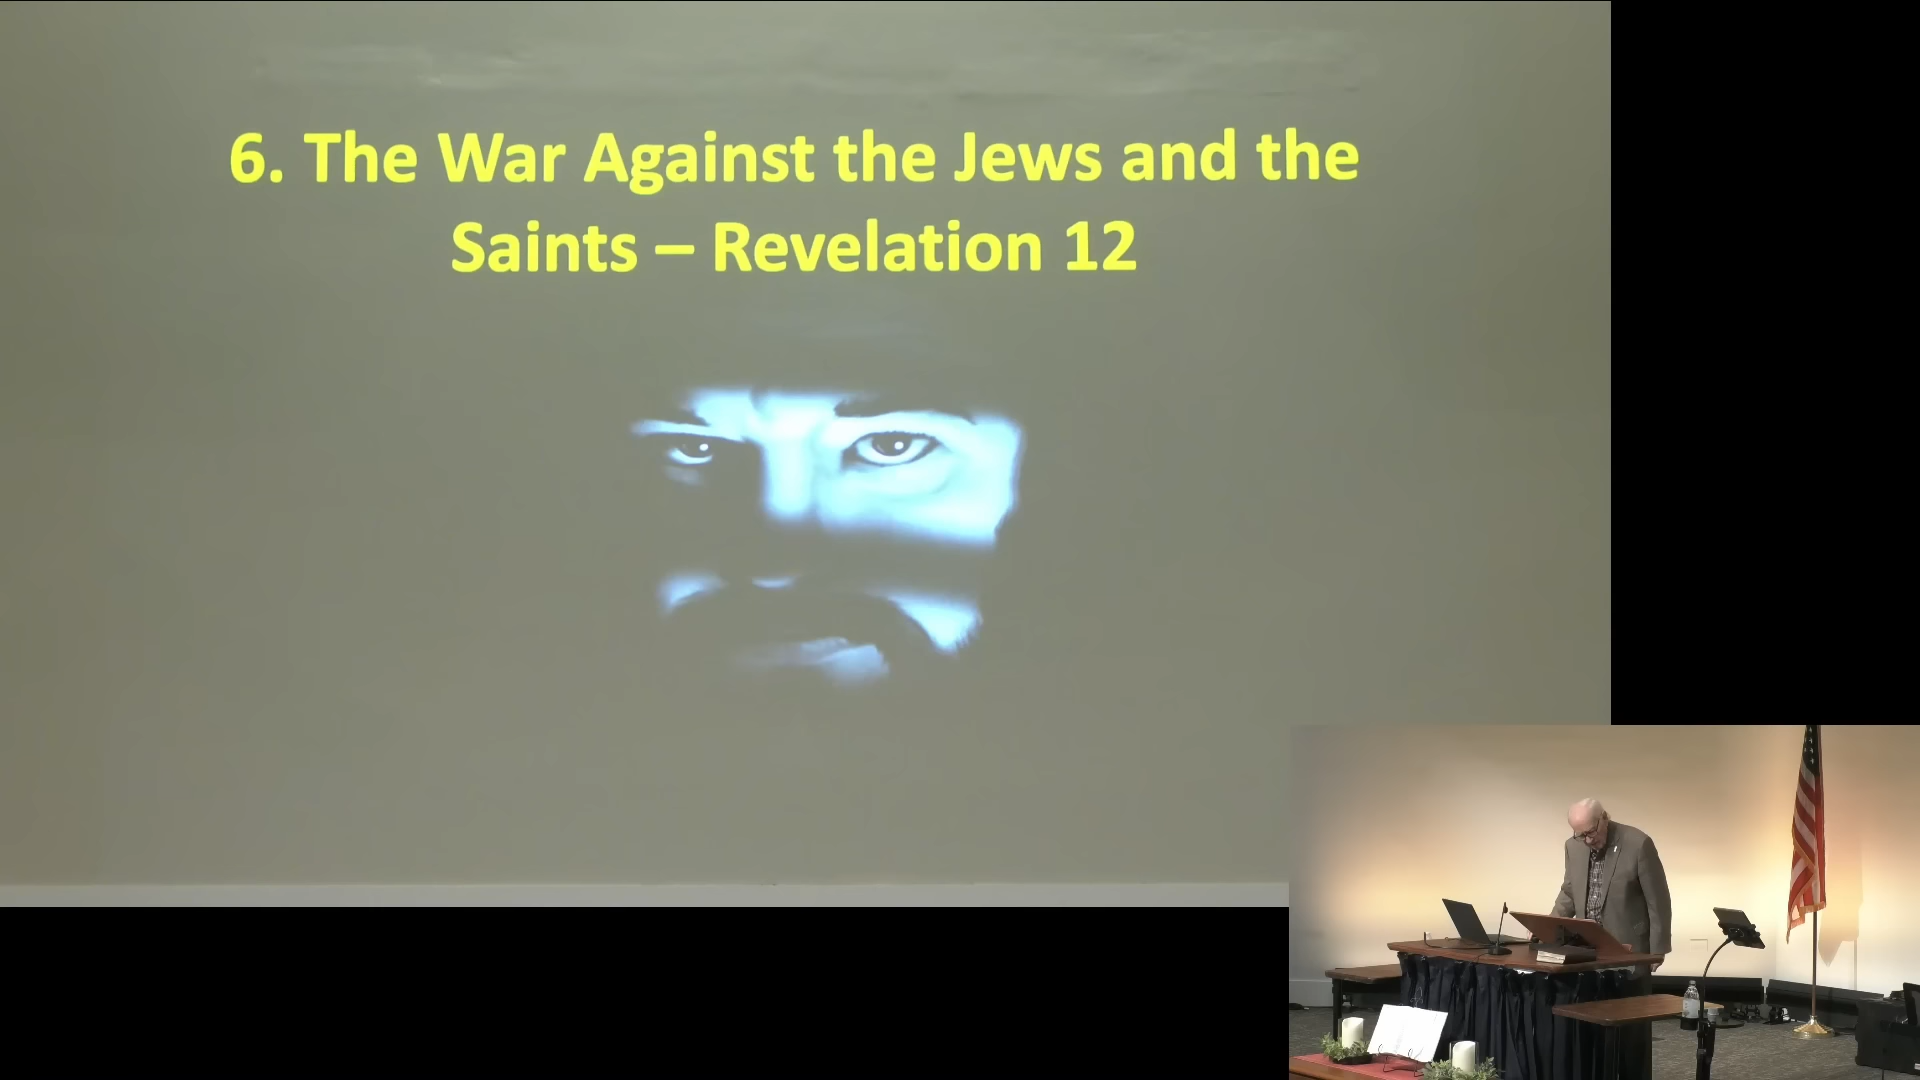 6. The War Against the Jews and the
Saints – Revelation 12